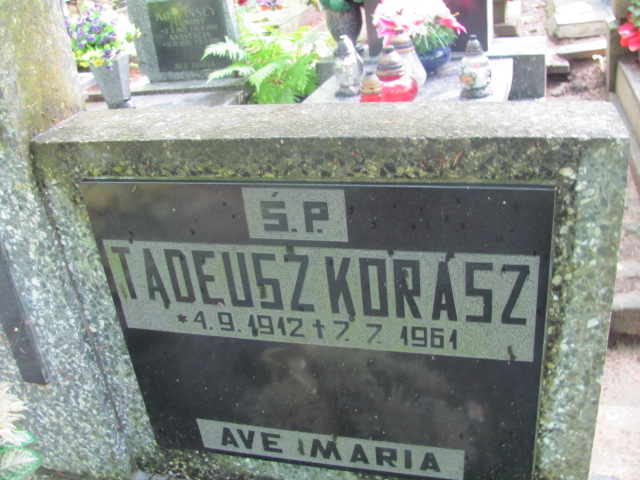 Ś.P.
TADEUSZ KORASZ
*4.9.1912 †7.7.1961
AVE MARIA